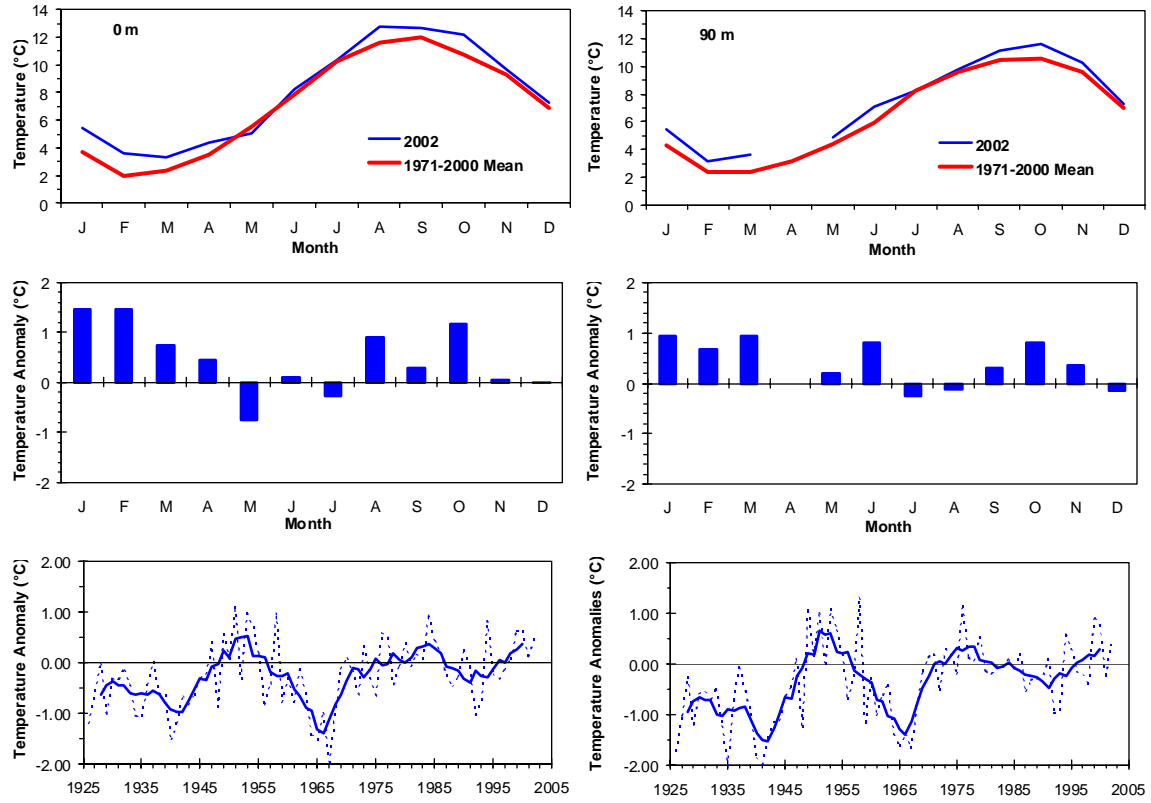 0 m
Temperature (°C)
14
12
10
8
6
4
2
0
2002
1971-2000 Mean
J F M A M J J A S O N D
Month
90 m
Temperature (°C)
14
12
10
8
6
4
2
0
2002
1971-2000 Mean
J F M A M J J A S O N D
Month
Temperature Anomaly (°C)
2
1
0
-1
-2
J F M A M J J A S O N D
Month
Temperature Anomaly (°C)
2
1
0
-1
-2
J F M A M J J A S O N D
Month
Temperature Anomaly (°C)
2.00
1.00
0.00
-1.00
-2.00
1925 1935 1945 1955 1965 1975 1985 1995 2005
Temperature Anomalies (°C)
2.00
1.00
0.00
-1.00
-2.00
1925 1935 1945 1955 1965 1975 1985 1995 2005